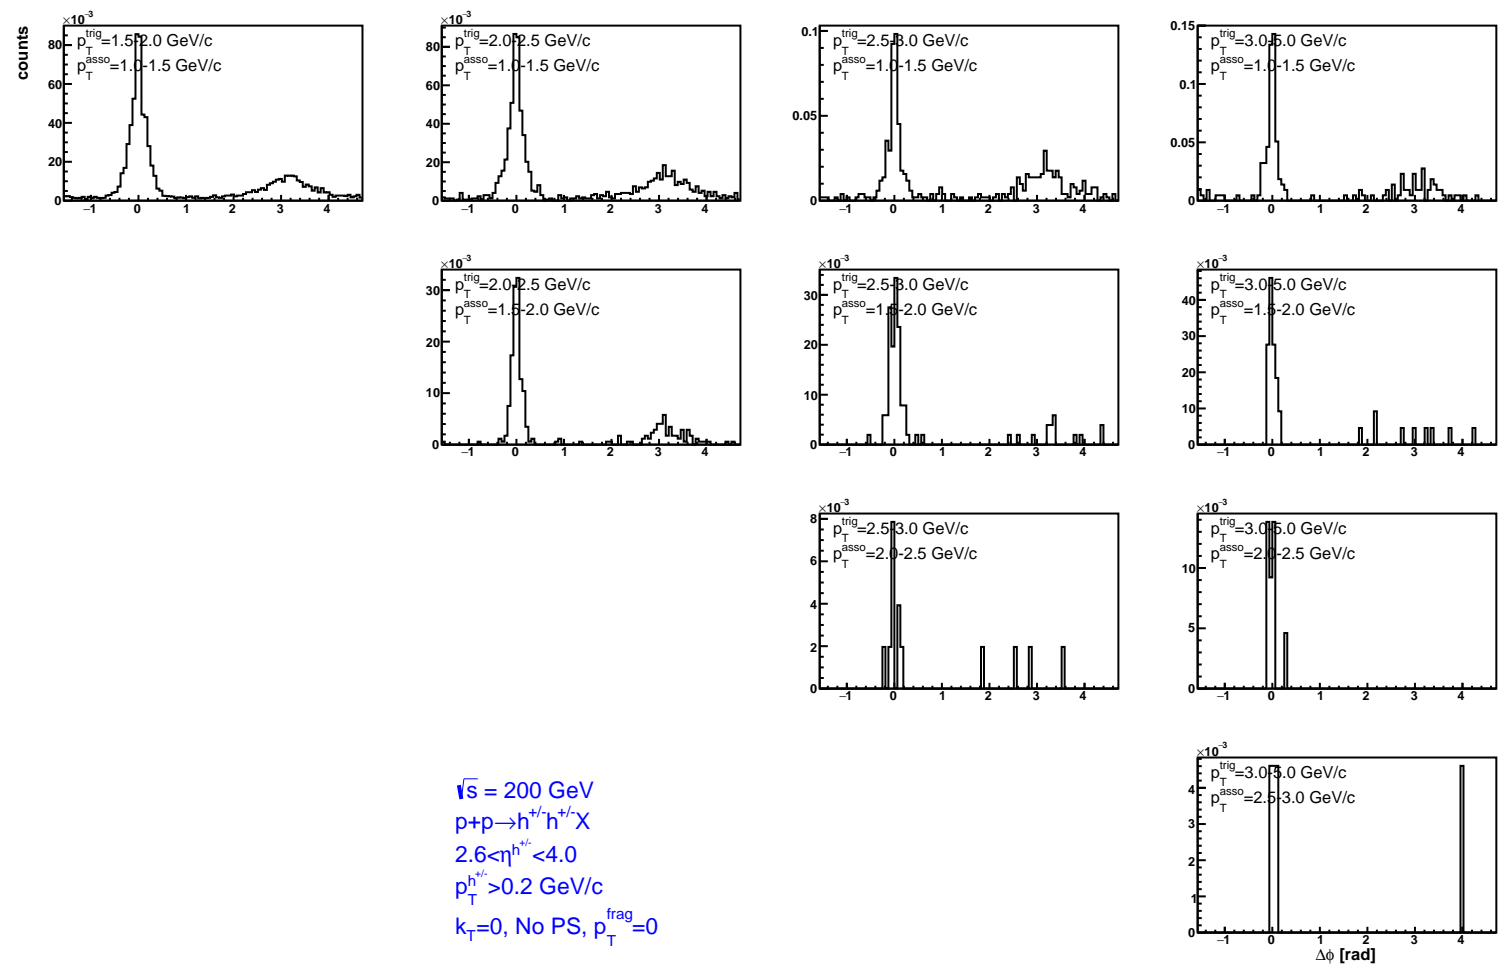 counts
×10⁻³
p_T^trig=1.5-2.0 GeV/c
p_T^asso=1.0-1.5 GeV/c
80
60
40
20
0
−1 0 1 2 3 4
×10⁻³
p_T^trig=2.0-2.5 GeV/c
p_T^asso=1.0-1.5 GeV/c
80
60
40
20
0
−1 0 1 2 3 4
p_T^trig=2.5-3.0 GeV/c
p_T^asso=1.0-1.5 GeV/c
0.1
0.05
0
−1 0 1 2 3 4
p_T^trig=3.0-5.0 GeV/c
p_T^asso=1.0-1.5 GeV/c
0.15
0.1
0.05
0
−1 0 1 2 3 4
×10⁻³
p_T^trig=2.0-2.5 GeV/c
p_T^asso=1.5-2.0 GeV/c
30
20
10
0
−1 0 1 2 3 4
×10⁻³
p_T^trig=2.5-3.0 GeV/c
p_T^asso=1.5-2.0 GeV/c
30
20
10
0
−1 0 1 2 3 4
×10⁻³
p_T^trig=3.0-5.0 GeV/c
p_T^asso=1.5-2.0 GeV/c
40
30
20
10
0
−1 0 1 2 3 4
×10⁻³
p_T^trig=2.5-3.0 GeV/c
p_T^asso=2.0-2.5 GeV/c
8
6
4
2
0
−1 0 1 2 3 4
×10⁻³
p_T^trig=3.0-5.0 GeV/c
p_T^asso=2.0-2.5 GeV/c
10
5
0
−1 0 1 2 3 4
×10⁻³
p_T^trig=3.0-5.0 GeV/c
p_T^asso=2.5-3.0 GeV/c
4
3
2
1
0
−1 0 1 2 3 4
Δϕ [rad]
√s = 200 GeV
p+p→h^+/-h^+/-X
2.6<η^h^+/-<4.0
p_T^h^+/->0.2 GeV/c
k_T=0, No PS, p_T^frag=0